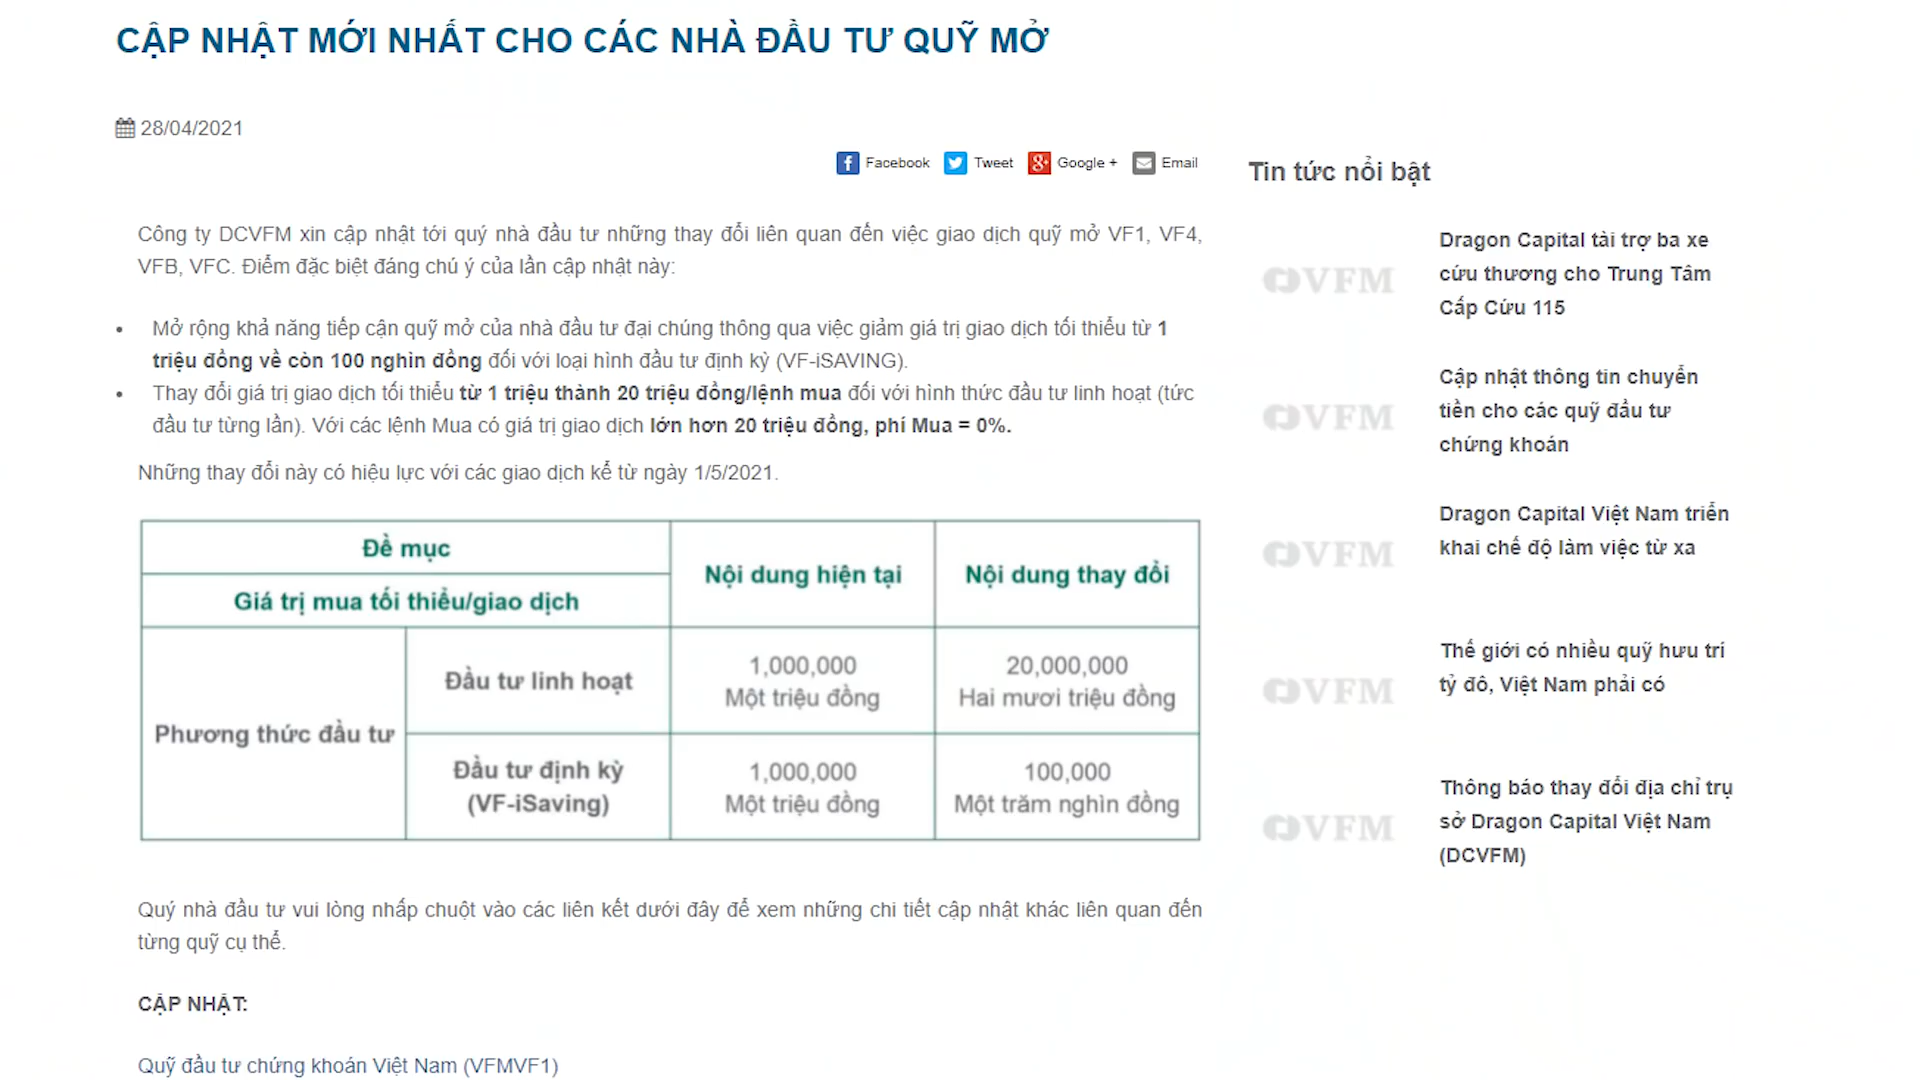 CẬP NHẬT MỚI NHẤT CHO CÁC NHÀ ĐẦU TƯ QUỸ MỞ
28/04/2021
Facebook Tweet Google + Email
Công ty DCVFM xin cập nhật tới quý nhà đầu tư những thay đổi liên quan đến việc giao dịch quỹ mở VF1, VF4,
VFB, VFC. Điểm đặc biệt đáng chú ý của lần cập nhật này:
• Mở rộng khả năng tiếp cận quỹ mở của nhà đầu tư đại chúng thông qua việc giảm giá trị giao dịch tối thiểu từ 1
triệu đồng về còn 100 nghìn đồng đối với loại hình đầu tư định kỳ (VF-iSAVING).
• Thay đổi giá trị giao dịch tối thiểu từ 1 triệu thành 20 triệu đồng/lệnh mua đối với hình thức đầu tư linh hoạt (tức
đầu tư từng lần). Với các lệnh Mua có giá trị giao dịch lớn hơn 20 triệu đồng, phí Mua = 0%.
Những thay đổi này có hiệu lực với các giao dịch kể từ ngày 1/5/2021.
Đề mục
Giá trị mua tối thiểu/giao dịch
Nội dung hiện tại
Nội dung thay đổi
Phương thức đầu tư
Đầu tư linh hoạt
1,000,000
Một triệu đồng
20,000,000
Hai mươi triệu đồng
Đầu tư định kỳ
(VF-iSaving)
1,000,000
Một triệu đồng
100,000
Một trăm nghìn đồng
Quý nhà đầu tư vui lòng nhấp chuột vào các liên kết dưới đây để xem những chi tiết cập nhật khác liên quan đến
từng quỹ cụ thể.
CẬP NHẬT:
Quỹ đầu tư chứng khoán Việt Nam (VFMVF1)
Tin tức nổi bật
VFM
Dragon Capital tài trợ ba xe
cứu thương cho Trung Tâm
Cấp Cứu 115
VFM
Cập nhật thông tin chuyển
tiền cho các quỹ đầu tư
chứng khoán
VFM
Dragon Capital Việt Nam triển
khai chế độ làm việc từ xa
VFM
Thế giới có nhiều quỹ hưu trí
tỷ đô, Việt Nam phải có
VFM
Thông báo thay đổi địa chỉ trụ
sở Dragon Capital Việt Nam
(DCVFM)